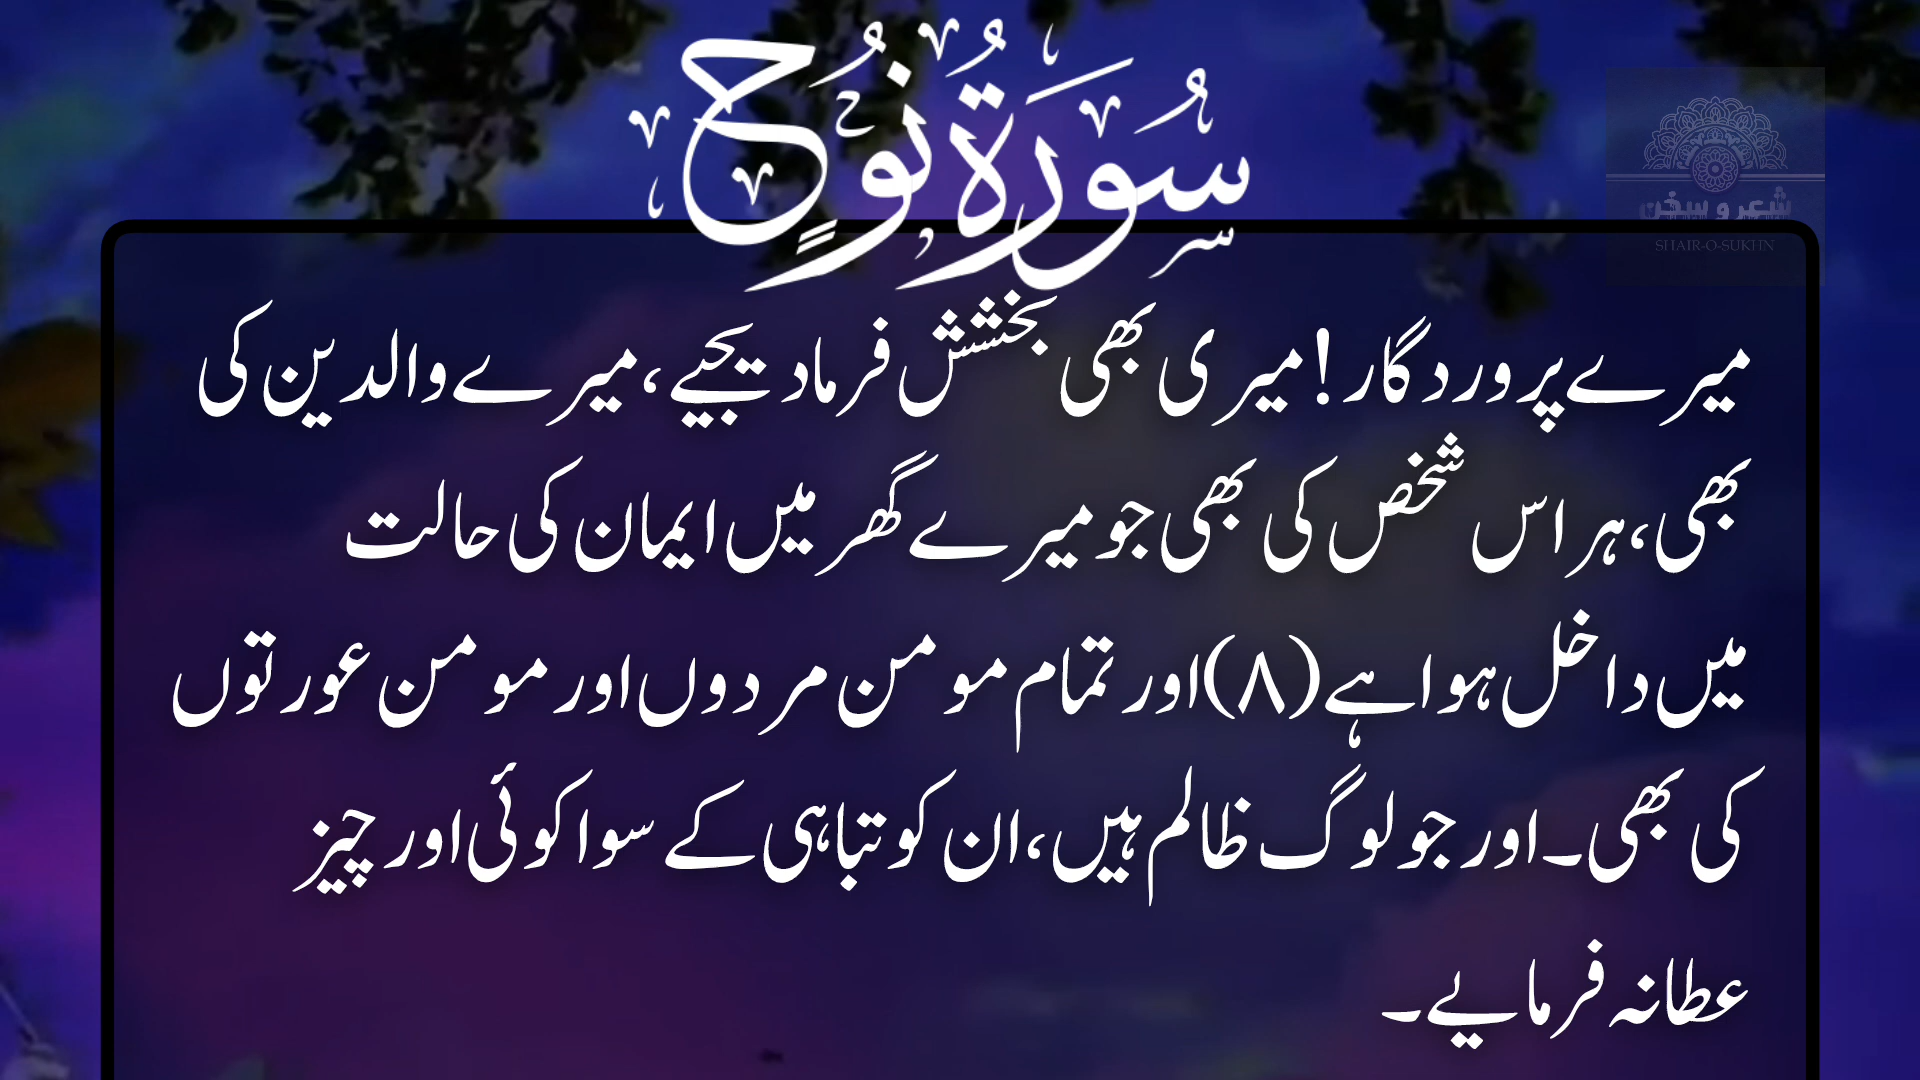 سُورَةُ نُوحٍ
شعر و سخن
SHAIR-O-SUKHN
میرے پروردگار! میری بھی بخشش فرما دیجیے، میرے والدین کی
بھی، ہر اس شخص کی بھی جو میرے گھر میں ایمان کی حالت
میں داخل ہوا ہے (۸) اور تمام مومن مردوں اور مومن عورتوں
کی بھی۔ اور جو لوگ ظالم ہیں، ان کو تباہی کے سوا کوئی اور چیز
عطا نہ فرمایے۔